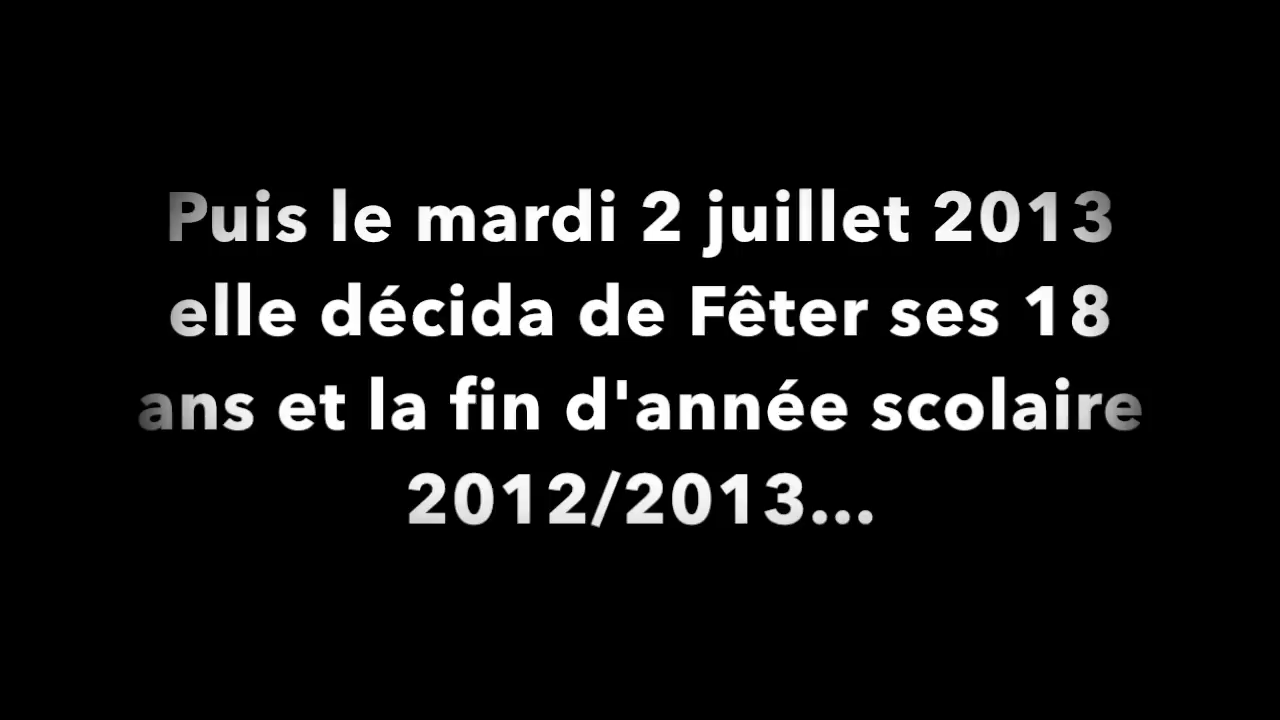 Puis le mardi 2 juillet 2013
elle décida de Fêter ses 18
ans et la fin d'année scolaire
2012/2013...